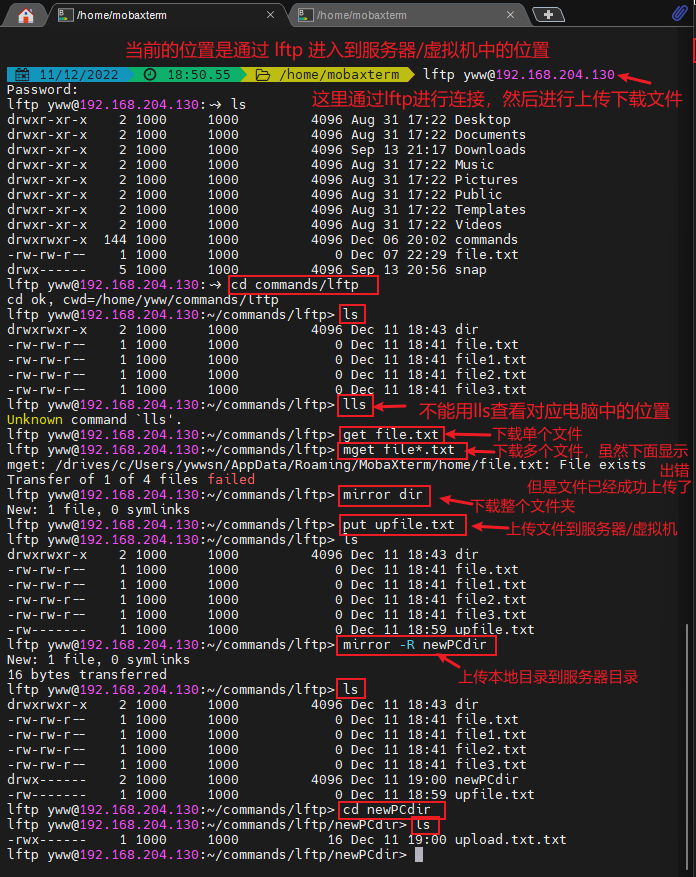 /home/mobaxterm
/home/mobaxterm
当前的位置是通过 lftp 进入到服务器/虚拟机中的位置
11/12/2022 18:50.55 /home/mobaxterm lftp yww@192.168.204.130
Password:
这里通过lftp进行连接，然后进行上传下载文件
lftp yww@192.168.204.130:~> ls
drwxr-xr-x 2 1000 1000 4096 Aug 31 17:22 Desktop
drwxr-xr-x 2 1000 1000 4096 Aug 31 17:22 Documents
drwxr-xr-x 2 1000 1000 4096 Sep 13 21:17 Downloads
drwxr-xr-x 2 1000 1000 4096 Aug 31 17:22 Music
drwxr-xr-x 2 1000 1000 4096 Aug 31 17:22 Pictures
drwxr-xr-x 2 1000 1000 4096 Aug 31 17:22 Public
drwxr-xr-x 2 1000 1000 4096 Aug 31 17:22 Templates
drwxr-xr-x 2 1000 1000 4096 Aug 31 17:22 Videos
drwxrwxr-x 144 1000 1000 4096 Dec 06 20:02 commands
-rw-rw-r-- 1 1000 1000 0 Dec 07 22:29 file.txt
drwx------ 5 1000 1000 4096 Sep 13 20:56 snap
lftp yww@192.168.204.130:~> cd commands/lftp
cd ok, cwd=/home/yww/commands/lftp
lftp yww@192.168.204.130:~/commands/lftp> ls
drwxrwxr-x 2 1000 1000 4096 Dec 11 18:43 dir
-rw-rw-r-- 1 1000 1000 0 Dec 11 18:41 file.txt
-rw-rw-r-- 1 1000 1000 0 Dec 11 18:41 file1.txt
-rw-rw-r-- 1 1000 1000 0 Dec 11 18:41 file2.txt
-rw-rw-r-- 1 1000 1000 0 Dec 11 18:41 file3.txt
lftp yww@192.168.204.130:~/commands/lftp> lls
不能用lls查看对应电脑中的位置
Unknown command `lls'.
lftp yww@192.168.204.130:~/commands/lftp> get file.txt
下载单个文件
lftp yww@192.168.204.130:~/commands/lftp> mget file*.txt
下载多个文件，虽然下面显示
出错
mget: /drives/c/Users/ywwsn/AppData/Roaming/MobaXterm/home/file.txt: File exists
Transfer of 1 of 4 files failed
但是文件已经成功上传了
lftp yww@192.168.204.130:~/commands/lftp> mirror dir
下载整个文件夹
New: 1 file, 0 symlinks
lftp yww@192.168.204.130:~/commands/lftp> put upfile.txt
上传文件到服务器/虚拟机
lftp yww@192.168.204.130:~/commands/lftp> ls
drwxrwxr-x 2 1000 1000 4096 Dec 11 18:43 dir
-rw-rw-r-- 1 1000 1000 0 Dec 11 18:41 file.txt
-rw-rw-r-- 1 1000 1000 0 Dec 11 18:41 file1.txt
-rw-rw-r-- 1 1000 1000 0 Dec 11 18:41 file2.txt
-rw-rw-r-- 1 1000 1000 0 Dec 11 18:41 file3.txt
-rw------- 1 1000 1000 0 Dec 11 18:59 upfile.txt
lftp yww@192.168.204.130:~/commands/lftp> mirror -R newPCdir
New: 1 file, 0 symlinks
16 bytes transferred
上传本地目录到服务器目录
lftp yww@192.168.204.130:~/commands/lftp> ls
drwxrwxr-x 2 1000 1000 4096 Dec 11 18:43 dir
-rw-rw-r-- 1 1000 1000 0 Dec 11 18:41 file.txt
-rw-rw-r-- 1 1000 1000 0 Dec 11 18:41 file1.txt
-rw-rw-r-- 1 1000 1000 0 Dec 11 18:41 file2.txt
-rw-rw-r-- 1 1000 1000 0 Dec 11 18:41 file3.txt
drwx------ 2 1000 1000 4096 Dec 11 19:00 newPCdir
-rw------- 1 1000 1000 0 Dec 11 18:59 upfile.txt
lftp yww@192.168.204.130:~/commands/lftp> cd newPCdir
lftp yww@192.168.204.130:~/commands/lftp/newPCdir> ls
-rwx------ 1 1000 1000 16 Dec 11 19:00 upload.txt.txt
lftp yww@192.168.204.130:~/commands/lftp/newPCdir>